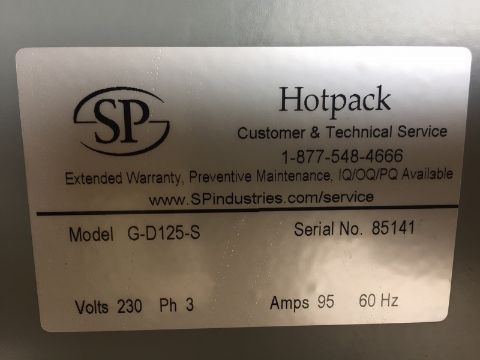 SP
Hotpack
Customer & Technical Service
1-877-548-4666
Extended Warranty, Preventive Maintenance, IQ/OQ/PQ Available
www.SPindustries.com/service
Model G-D125-S Serial No. 85141
Volts 230 Ph 3 Amps 95 60 Hz